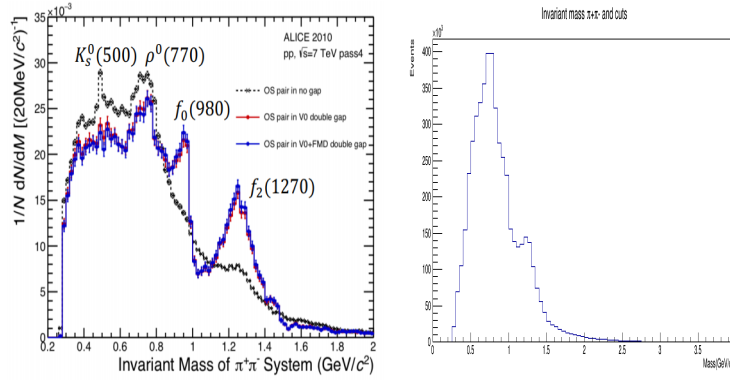 ×10⁻³
35
30
25
20
15
10
5
0
1/N dN/dM [(20MeV/c²)⁻¹]
ALICE 2010
pp, √s=7 TeV pass4
K_s^0(500)
ρ⁰(770)
f₀(980)
f₂(1270)
OS pair in no gap
OS pair in V0 double gap
OS pair in V0+FMD double gap
0.2 0.4 0.6 0.8 1 1.2 1.4 1.6 1.8 2
Invariant Mass of π⁺π⁻ System (GeV/c²)
Invariant mass π+π- and cuts
×10³
Events
400
350
300
250
200
150
100
50
0
0 0.5 1 1.5 2 2.5 3 3.5
Mass(GeV/